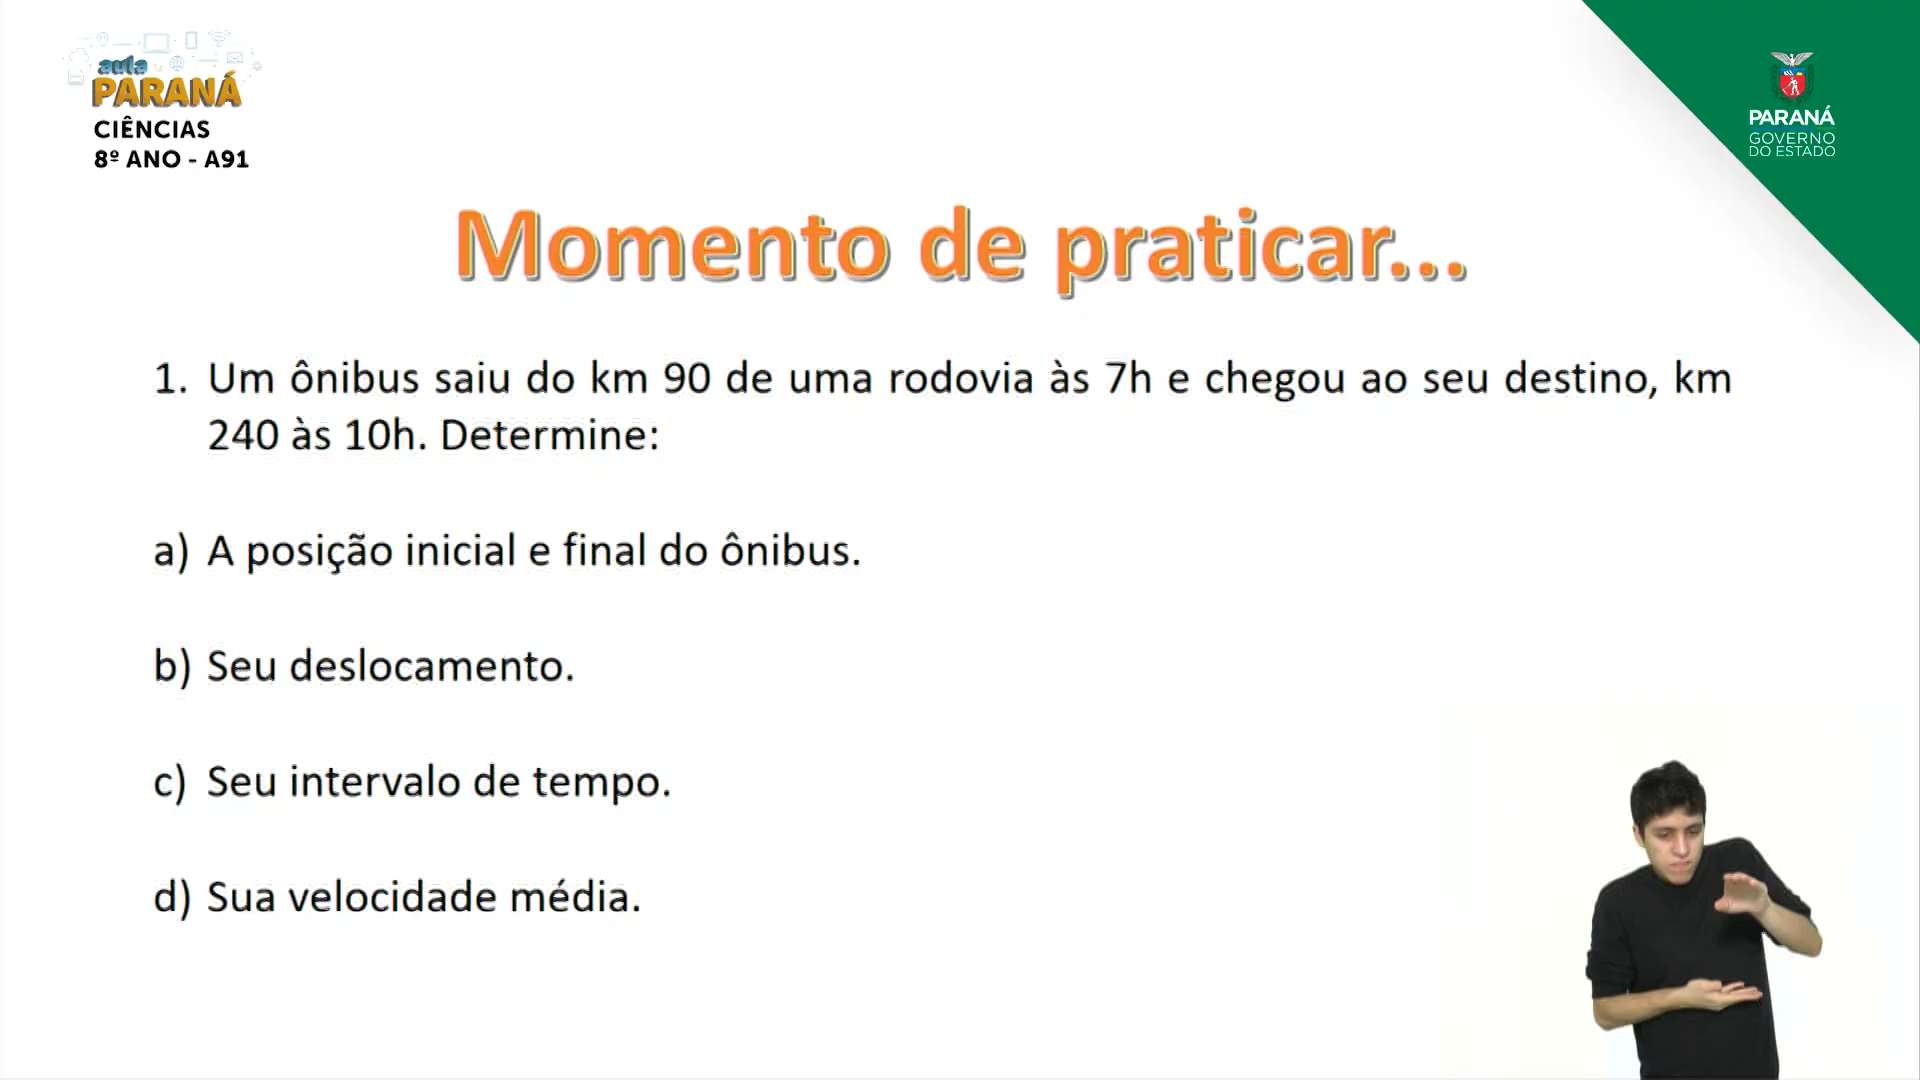 aula
PARANÁ
CIÊNCIAS
8º ANO - A91
PARANÁ
GOVERNO
DO ESTADO
Momento de praticar...
1. Um ônibus saiu do km 90 de uma rodovia às 7h e chegou ao seu destino, km
240 às 10h. Determine:
a) A posição inicial e final do ônibus.
b) Seu deslocamento.
c) Seu intervalo de tempo.
d) Sua velocidade média.